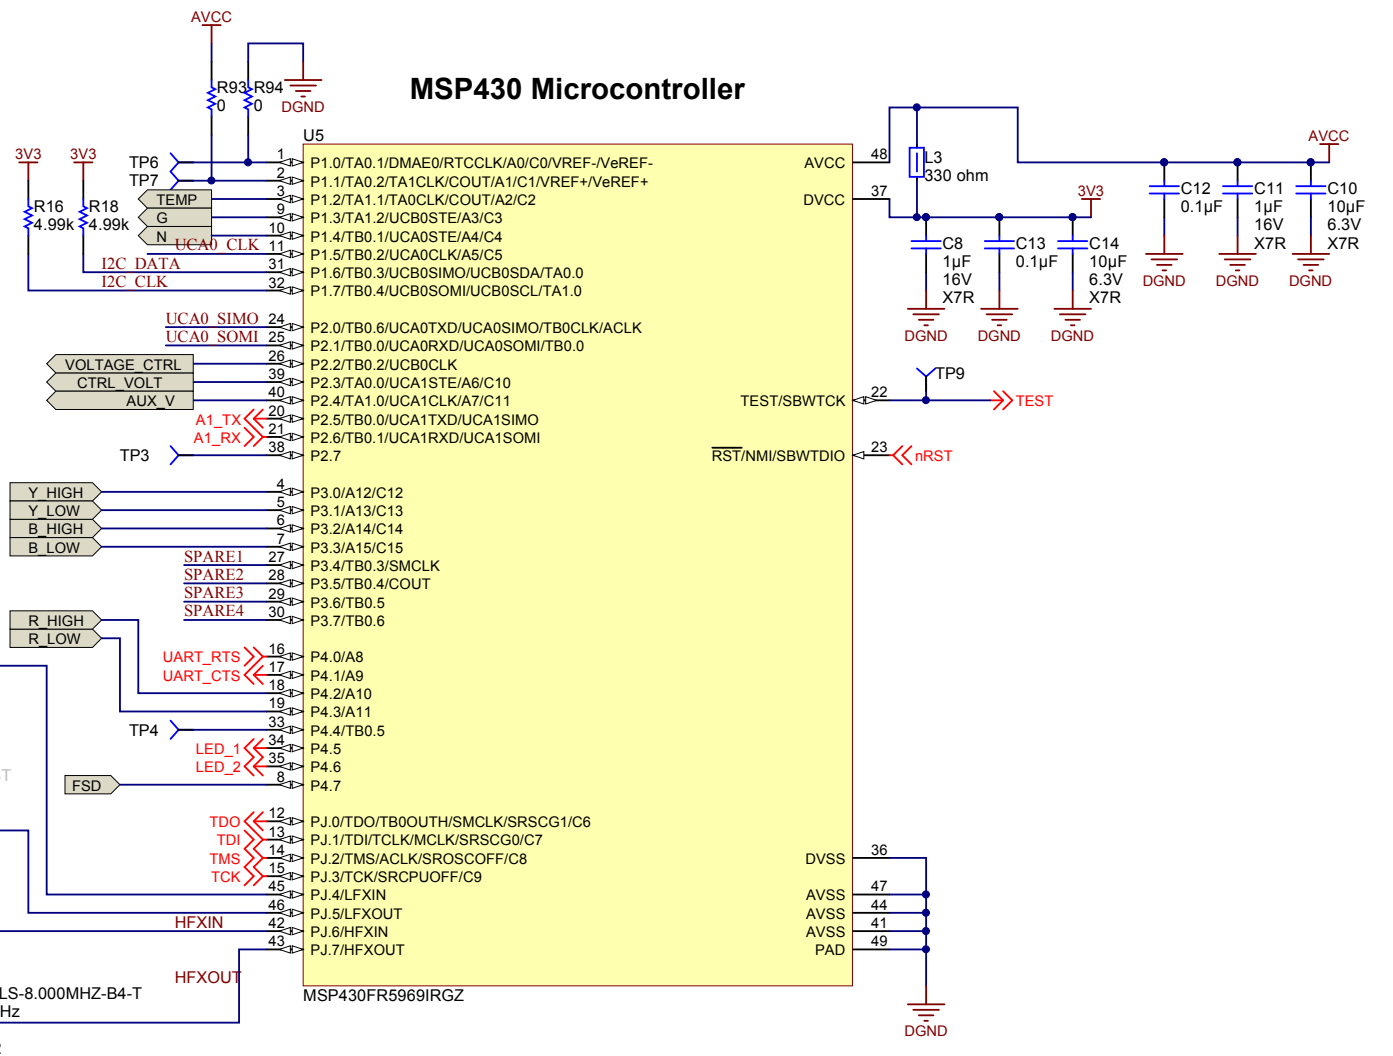 AVCC
R93
0
R94
0
DGND
MSP430 Microcontroller
U5
3V3
3V3
R16
4.99k
R18
4.99k
TP6
TP7
TEMP
G
N
UCA0_CLK
I2C_DATA
I2C_CLK
UCA0_SIMO
UCA0_SOMI
VOLTAGE_CTRL
CTRL_VOLT
AUX_V
A1_TX
A1_RX
TP3
Y_HIGH
Y_LOW
B_HIGH
B_LOW
SPARE1
SPARE2
SPARE3
SPARE4
R_HIGH
R_LOW
UART_RTS
UART_CTS
TP4
LED_1
LED_2
FSD
TDO
TDI
TMS
TCK
HFXIN
HFXOUT
LS-8.000MHZ-B4-T
Hz
1 P1.0/TA0.1/DMAE0/RTCCLK/A0/C0/VREF-/VeREF-
2 P1.1/TA0.2/TA1CLK/COUT/A1/C1/VREF+/VeREF+
3 P1.2/TA1.1/TA0CLK/COUT/A2/C2
9 P1.3/TA1.2/UCB0STE/A3/C3
10 P1.4/TB0.1/UCA0STE/A4/C4
11 P1.5/TB0.2/UCA0CLK/A5/C5
31 P1.6/TB0.3/UCB0SIMO/UCB0SDA/TA0.0
32 P1.7/TB0.4/UCB0SOMI/UCB0SCL/TA1.0
24 P2.0/TB0.6/UCA0TXD/UCA0SIMO/TB0CLK/ACLK
25 P2.1/TB0.0/UCA0RXD/UCA0SOMI/TB0.0
26 P2.2/TB0.2/UCB0CLK
39 P2.3/TA0.0/UCA1STE/A6/C10
40 P2.4/TA1.0/UCA1CLK/A7/C11
20 P2.5/TB0.0/UCA1TXD/UCA1SIMO
21 P2.6/TB0.1/UCA1RXD/UCA1SOMI
38 P2.7
4 P3.0/A12/C12
5 P3.1/A13/C13
6 P3.2/A14/C14
7 P3.3/A15/C15
27 P3.4/TB0.3/SMCLK
28 P3.5/TB0.4/COUT
29 P3.6/TB0.5
30 P3.7/TB0.6
16 P4.0/A8
17 P4.1/A9
18 P4.2/A10
19 P4.3/A11
33 P4.4/TB0.5
34 P4.5
35 P4.6
8 P4.7
12 PJ.0/TDO/TB0OUTH/SMCLK/SRSCG1/C6
13 PJ.1/TDI/TCLK/MCLK/SRSCG0/C7
14 PJ.2/TMS/ACLK/SROSCOFF/C8
15 PJ.3/TCK/SRCPUOFF/C9
45 PJ.4/LFXIN
46 PJ.5/LFXOUT
42 PJ.6/HFXIN
43 PJ.7/HFXOUT
MSP430FR5969IRGZ
AVCC 48
DVCC 37
TEST/SBWTCK 22
RST/NMI/SBWTDIO 23
DVSS 36
AVSS 47
AVSS 44
AVSS 41
PAD 49
L3
330 ohm
3V3
C8
1µF
16V
X7R
DGND
C13
0.1µF
DGND
C14
10µF
6.3V
X7R
DGND
AVCC
C12
0.1µF
DGND
C11
1µF
16V
X7R
DGND
C10
10µF
6.3V
X7R
DGND
TP9
TEST
nRST
DGND